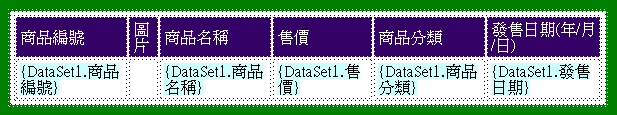 商品編號
圖
片
商品名稱
售價
商品分類
發售日期(年/月
/日)
{DataSet1.商品
編號}
{DataSet1.商品
名稱}
{DataSet1.售
價}
{DataSet1.商品
分類}
{DataSet1.發售
日期}